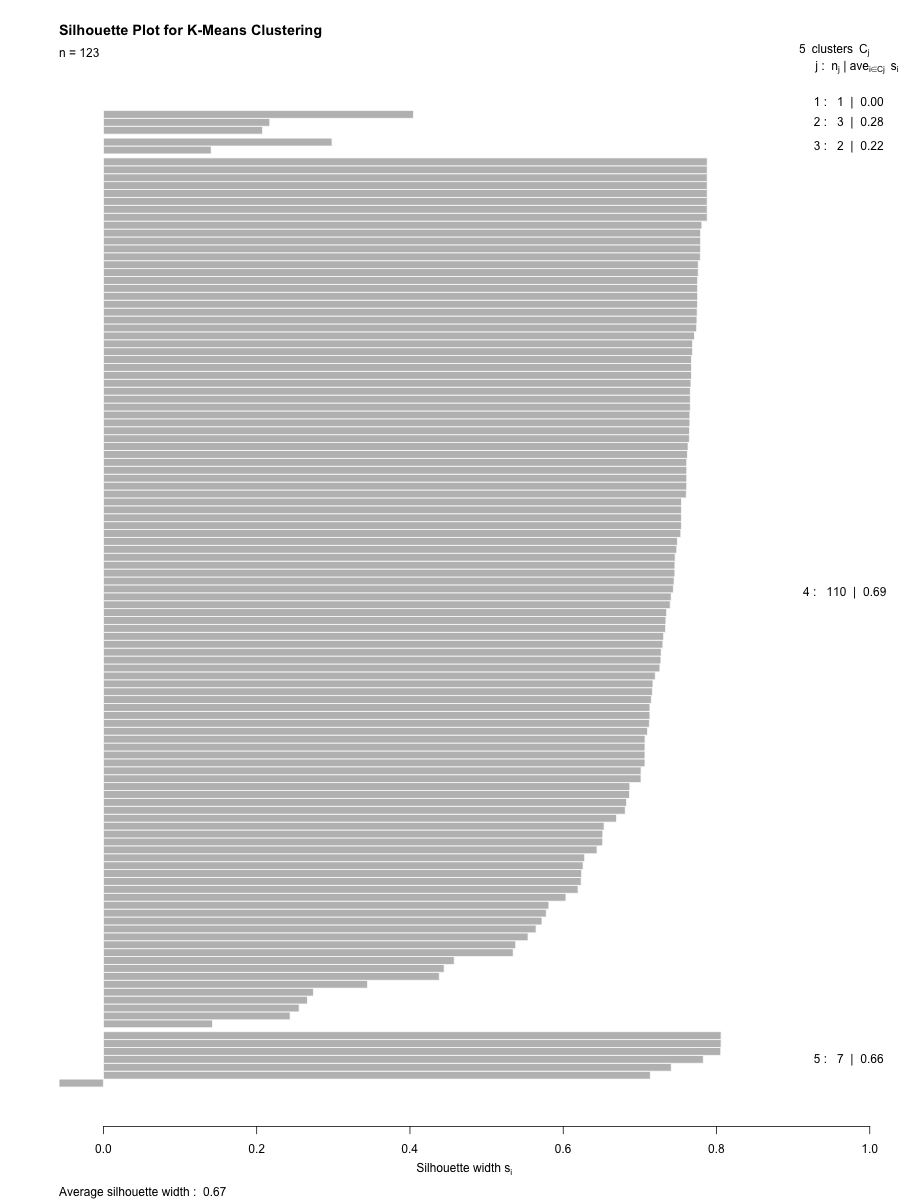 Silhouette Plot for K-Means Clustering
n = 123
5 clusters Cj
j : nj | avei∈Cj si
1 : 1 | 0.00
2 : 3 | 0.28
3 : 2 | 0.22
4 : 110 | 0.69
5 : 7 | 0.66
0.0 0.2 0.4 0.6 0.8 1.0
Silhouette width si
Average silhouette width : 0.67